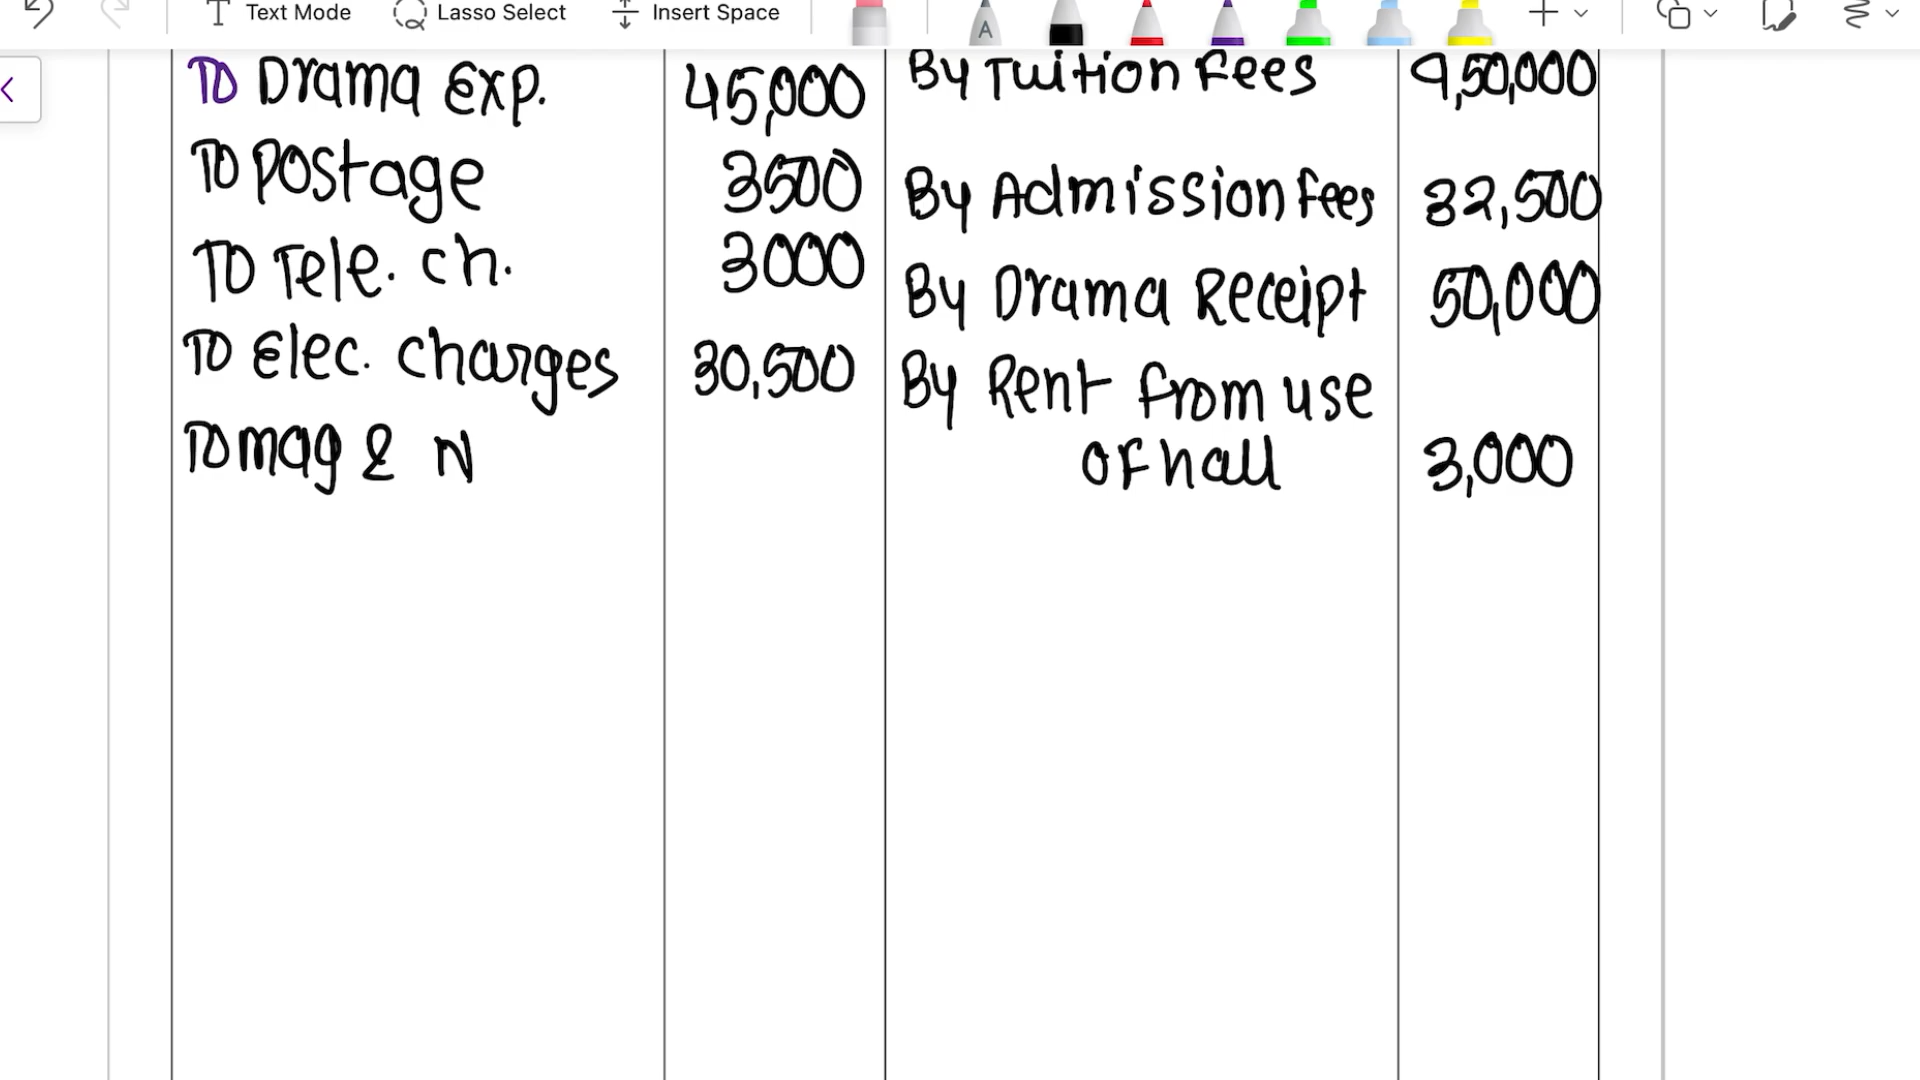 Text Mode Lasso Select Insert Space
A
To Drama Exp. 45,000 By Tuition Fees 9,50,000
To Postage 3500 By Admission Fees 32,500
To Tele. ch. 3000 By Drama Receipt 50,000
To Elec. charges 30,500 By Rent from use
To mag & N of hall 3,000